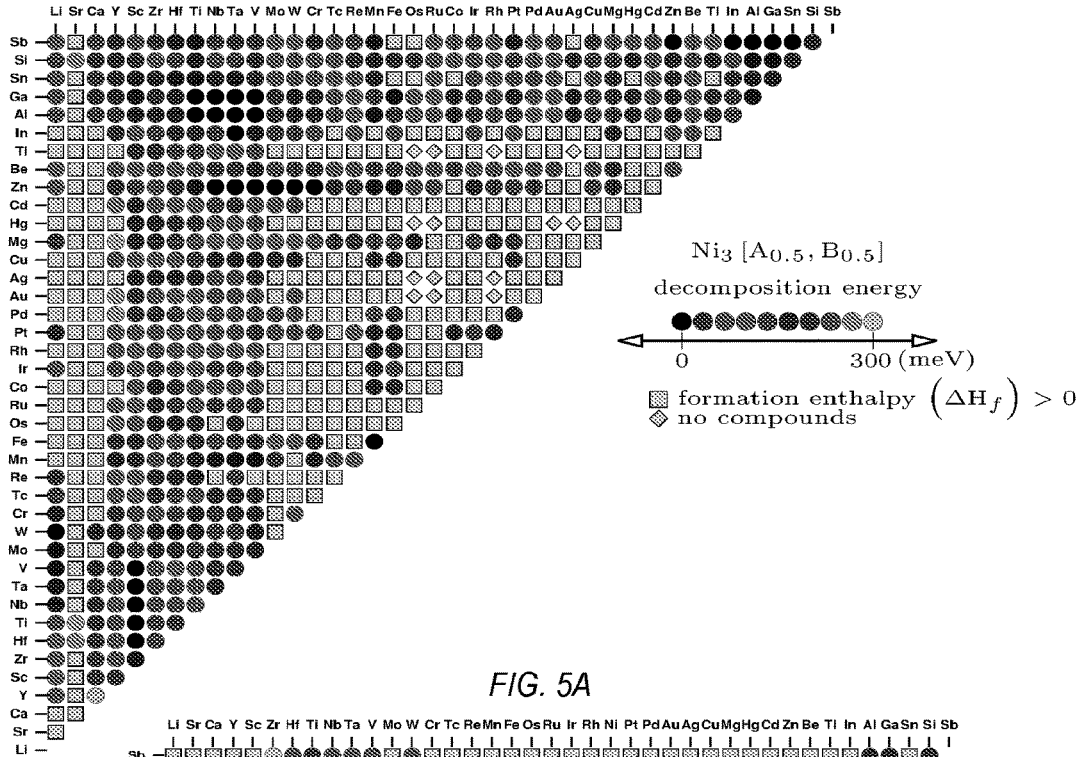 Li Sr Ca Y Sc Zr Hf Ti Nb Ta V Mo W Cr Tc Re Mn Fe Os Ru Co Ir Rh Pt Pd Au Ag Cu Mg Hg Cd Zn Be Tl In Al Ga Sn Si Sb
Sb
Si
Sn
Ga
Al
In
Tl
Be
Zn
Cd
Hg
Mg
Cu
Ag
Au
Pd
Pt
Rh
Ir
Co
Ru
Os
Fe
Mn
Re
Tc
Cr
W
Mo
V
Ta
Nb
Ti
Hf
Zr
Sc
Y
Ca
Sr
Li
Ni₃ [A₀.₅, B₀.₅]
decomposition energy
0 300 (meV)
formation enthalpy (ΔH_f) > 0
no compounds
FIG. 5A
Li Sr Ca Y Sc Zr Hf Ti Nb Ta V Mo W Cr Tc Re Mn Fe Os Ru Ir Rh Ni Pt Pd Au Ag Cu Mg Hg Cd Zn Be Tl In Al Ga Sn Si Sb
Sb